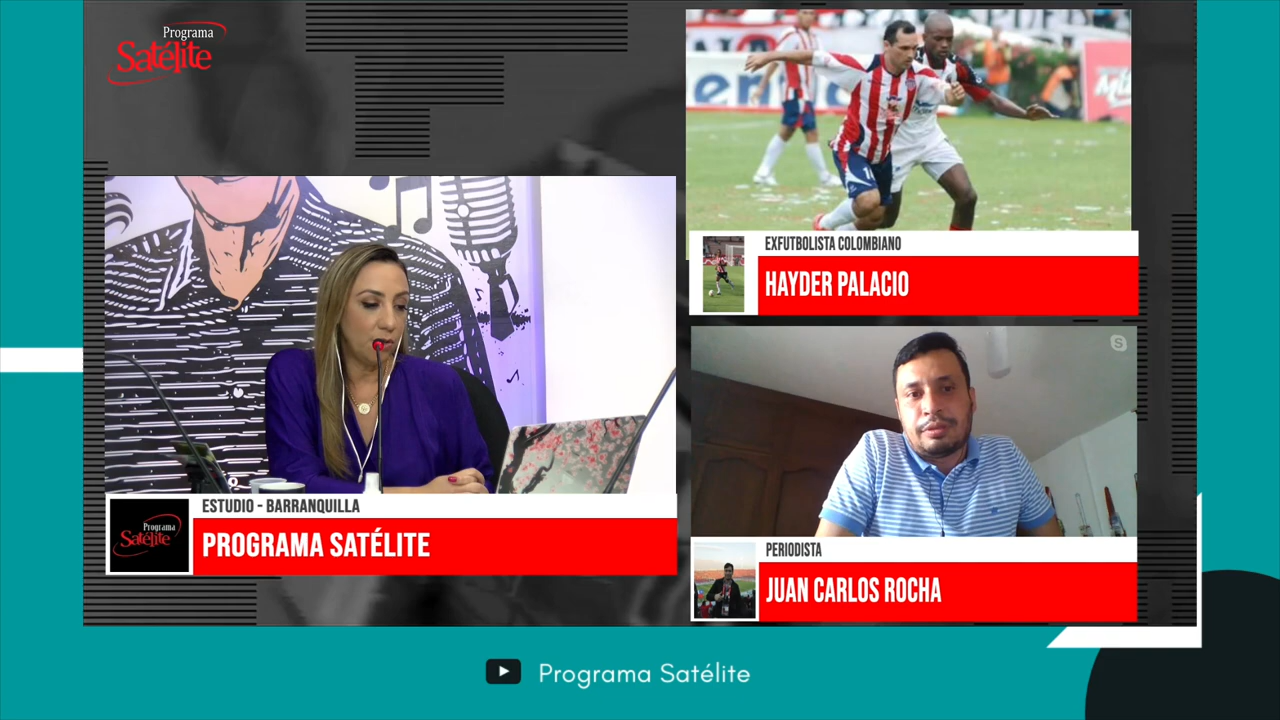 Programa
Satélite
EXFUTBOLISTA COLOMBIANO
HAYDER PALACIO
ESTUDIO - BARRANQUILLA
PROGRAMA SATÉLITE
Programa
Satélite
PERIODISTA
JUAN CARLOS ROCHA
Programa Satélite